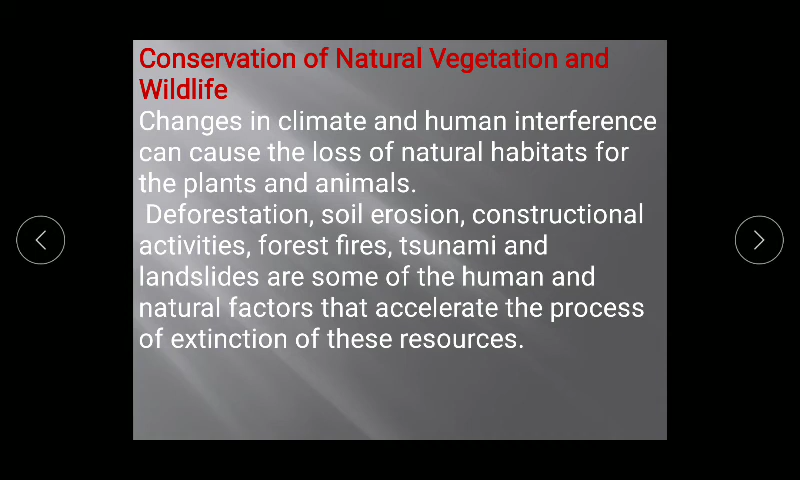 Conservation of Natural Vegetation and
Wildlife
Changes in climate and human interference
can cause the loss of natural habitats for
the plants and animals.
Deforestation, soil erosion, constructional
activities, forest fires, tsunami and
landslides are some of the human and
natural factors that accelerate the process
of extinction of these resources.